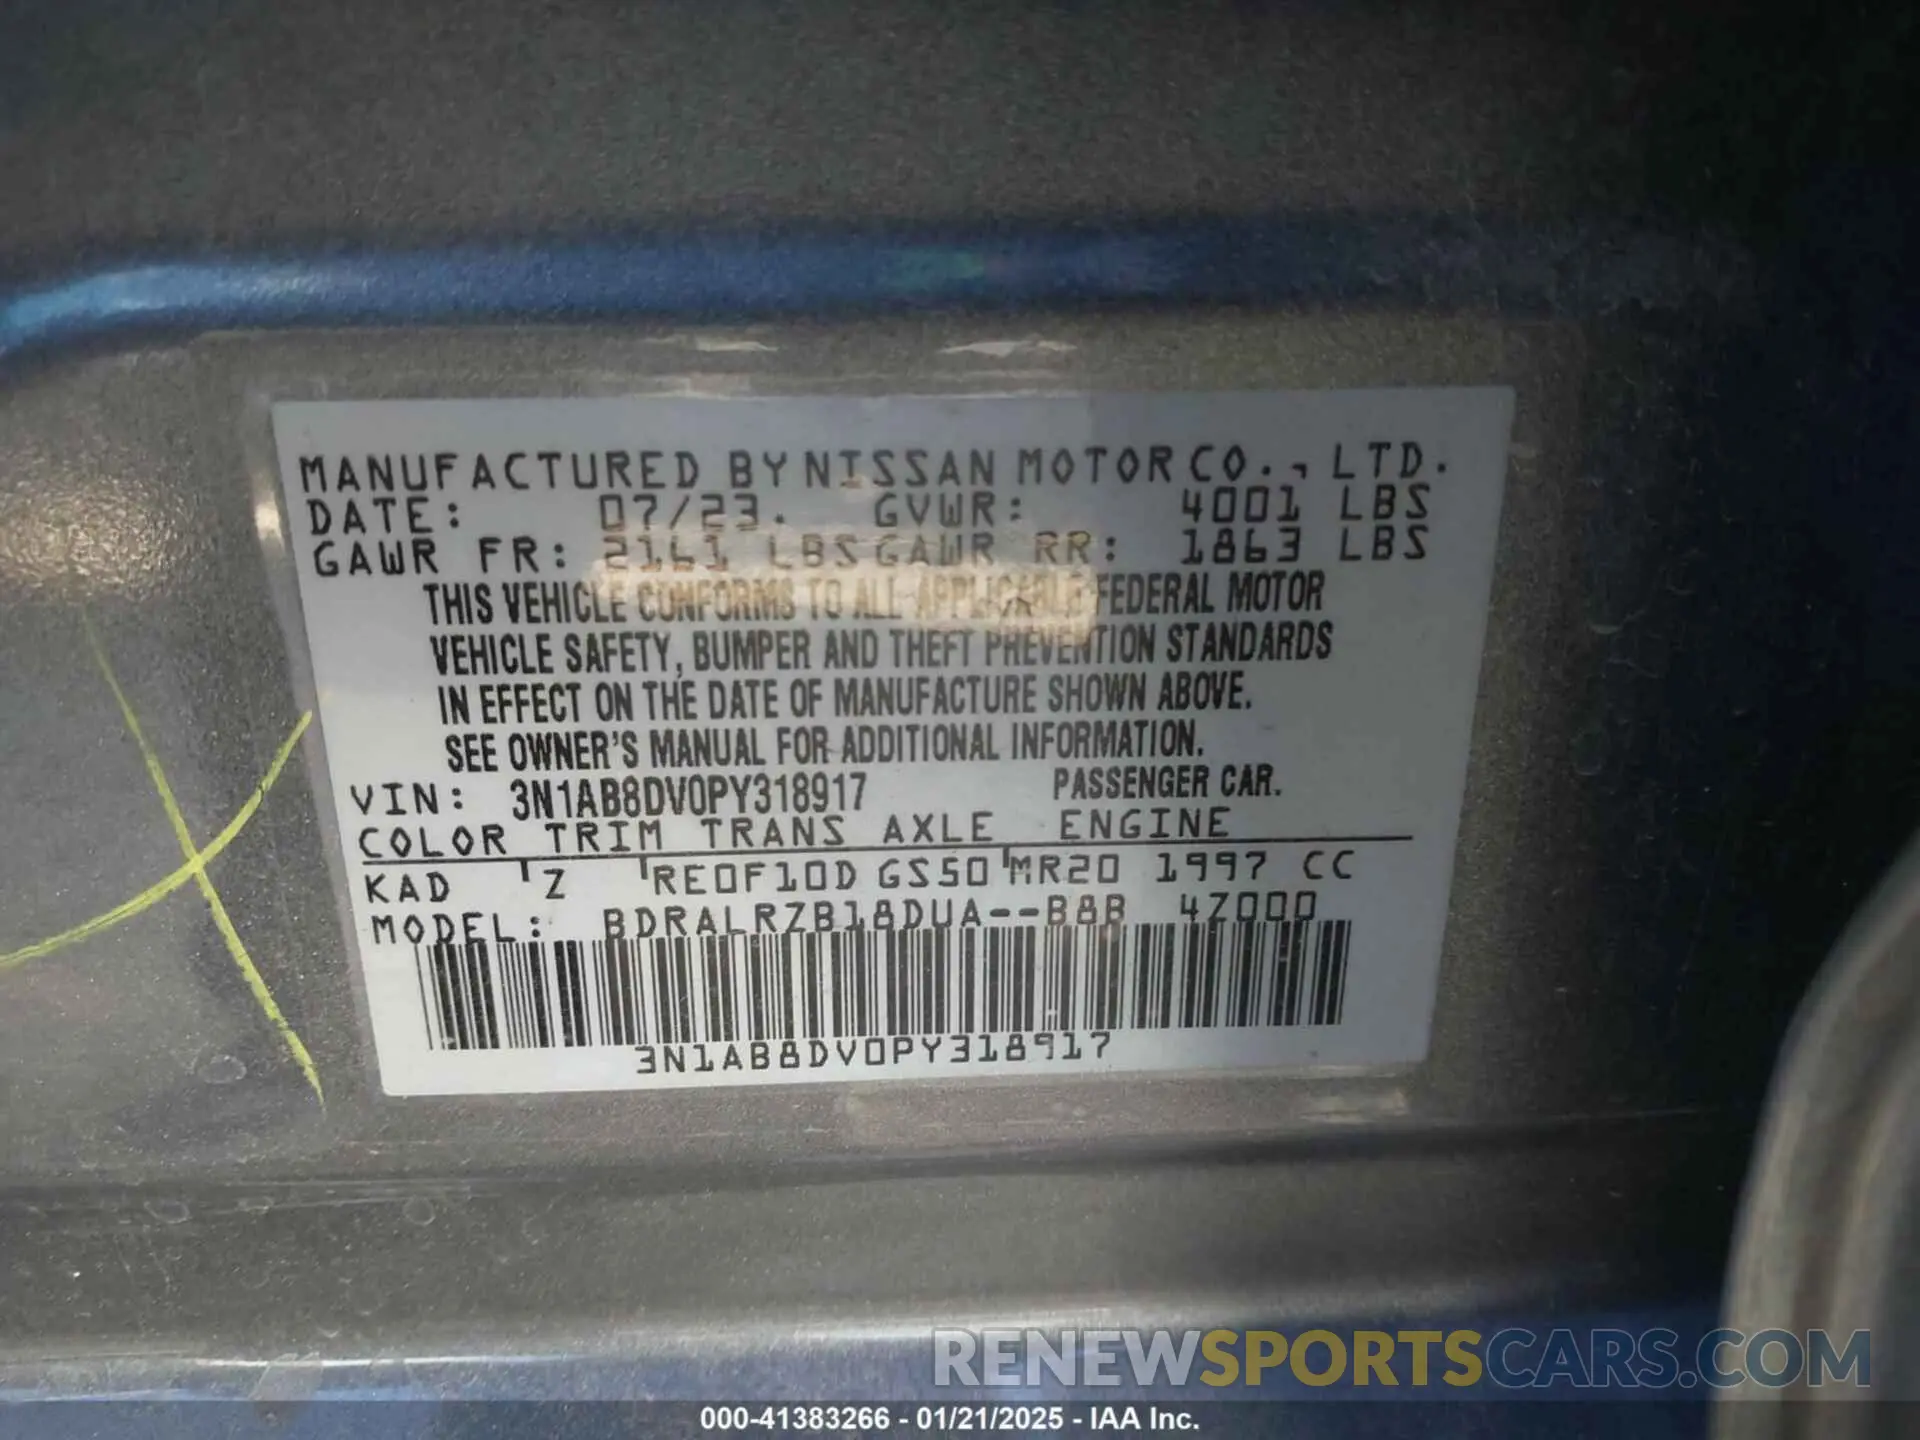 MANUFACTURED BY NISSAN MOTOR CO., LTD.
DATE: 07/23. GVWR: 4001 LBS
GAWR FR: 2161 LBS GAWR RR: 1863 LBS
THIS VEHICLE CONFORMS TO ALL APPLICABLE FEDERAL MOTOR
VEHICLE SAFETY, BUMPER AND THEFT PREVENTION STANDARDS
IN EFFECT ON THE DATE OF MANUFACTURE SHOWN ABOVE.
SEE OWNER'S MANUAL FOR ADDITIONAL INFORMATION.
VIN: 3N1AB8DV0PY318917 PASSENGER CAR.
COLOR TRIM TRANS AXLE ENGINE
KAD Z RE0F10D GS50 MR20 1997 CC
MODEL: BDRALRZB18DUA--B8B 4Z000
3N1AB8DV0PY318917
RENEWSPORTSCARS.COM
000-41383266 - 01/21/2025 - IAA Inc.